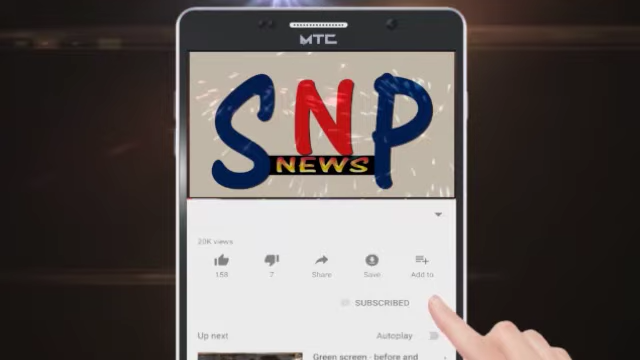 MTC
SNP
NEWS
20K views
158 7 Share Save Add to
SUBSCRIBED
Up next Autoplay
Green screen - before and